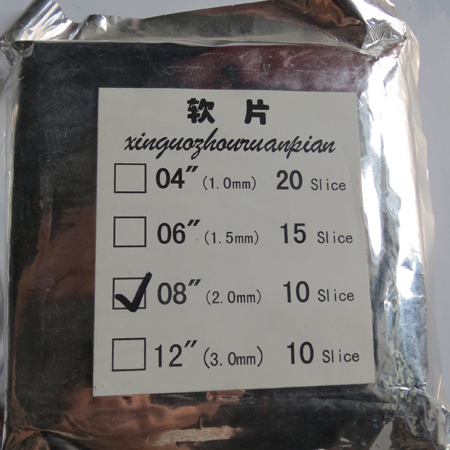 软 片
xinguozhouruanpian
04″(1.0mm) 20 Slice
06″(1.5mm) 15 Slice
08″(2.0mm) 10 Slice
12″(3.0mm) 10 Slice